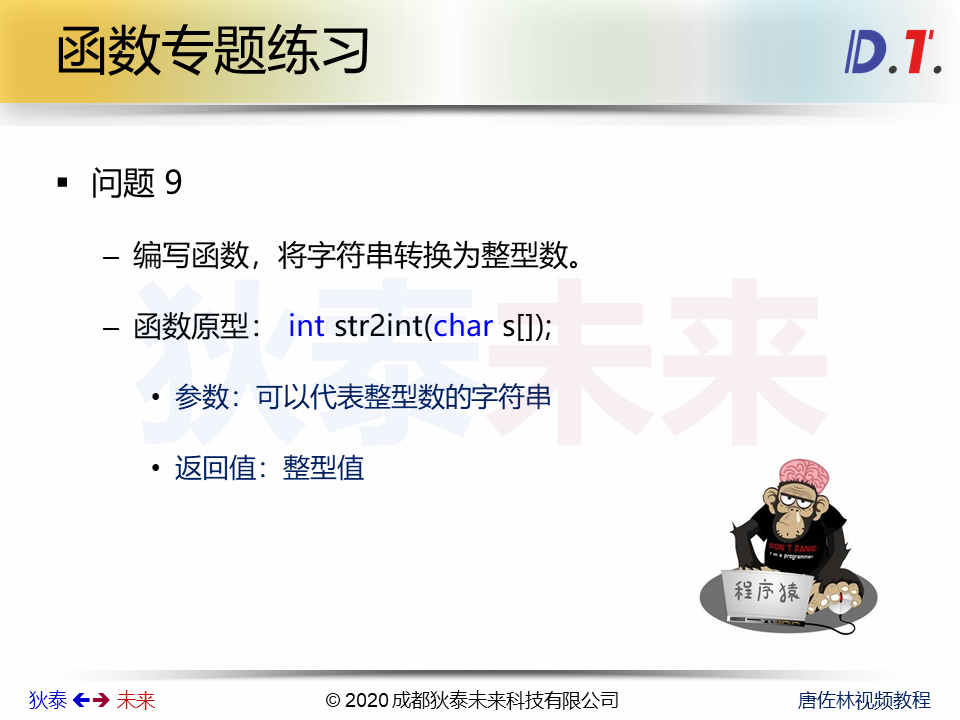 函数专题练习
D.T.
问题 9
编写函数，将字符串转换为整型数。
函数原型： int str2int(char s[]);
参数：可以代表整型数的字符串
返回值：整型值
狄泰未来
DON'T PANIC!
I'm a programmer
程序猿
狄泰 未来
© 2020 成都狄泰未来科技有限公司
唐佐林视频教程